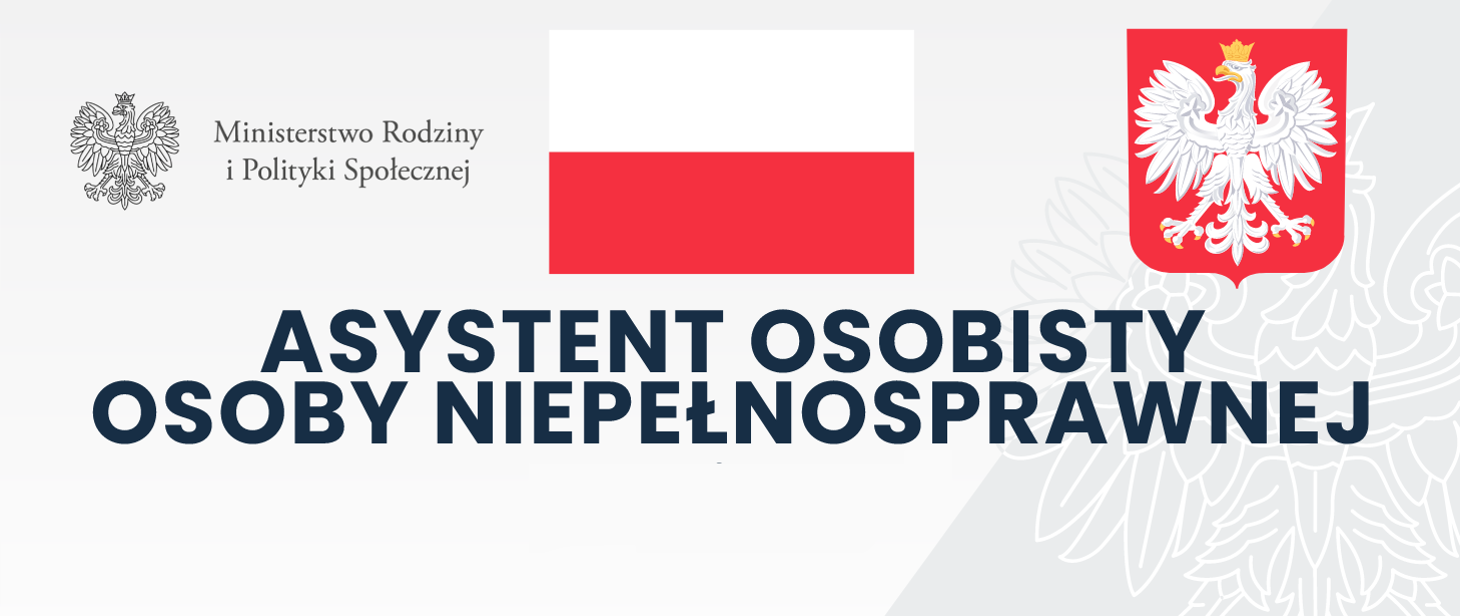 Ministerstwo Rodziny
i Polityki Społecznej
ASYSTENT OSOBISTY
OSOBY NIEPEŁNOSPRAWNEJ
-